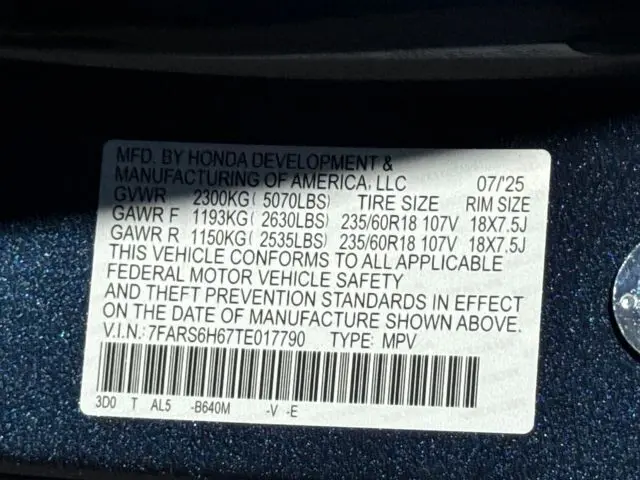 MFD. BY HONDA DEVELOPMENT &
MANUFACTURING OF AMERICA, LLC 07/'25
GVWR 2300KG( 5070LBS) TIRE SIZE RIM SIZE
GAWR F 1193KG( 2630LBS) 235/60R18 107V 18X7.5J
GAWR R 1150KG( 2535LBS) 235/60R18 107V 18X7.5J
THIS VEHICLE CONFORMS TO ALL APPLICABLE
FEDERAL MOTOR VEHICLE SAFETY
AND THEFT PREVENTION STANDARDS IN EFFECT
ON THE DATE OF MANUFACTURE SHOWN ABOVE.
V.I.N.:7FARS6H67TE017790 TYPE: MPV
3D0 T AL5 -B640M -V -E